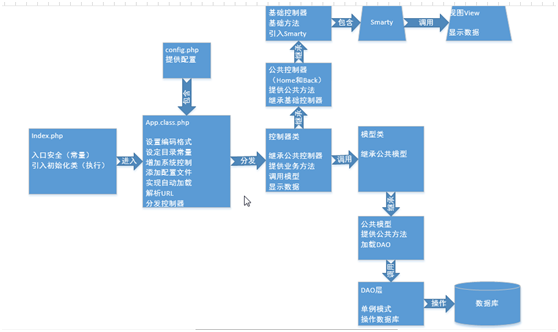 基础控制器
基础方法
引入Smarty
包含
Smarty
调用
视图View
显示数据
继承
config.php
提供配置
包含
公共控制器
（Home和Back）
提供公共方法
继承基础控制器
继承
Index.php
入口安全（常量）
引入初始化类（执行）
进入
App.class.php
设置编码格式
设定目录常量
增加系统控制
添加配置文件
实现自动加载
解析URL
分发控制器
分发
控制器类
继承公共控制器
提供业务方法
调用模型
显示数据
调用
模型类
继承公共模型
继承
公共模型
提供公共方法
加载DAO
调用
DAO层
单例模式
操作数据库
操作
数据库